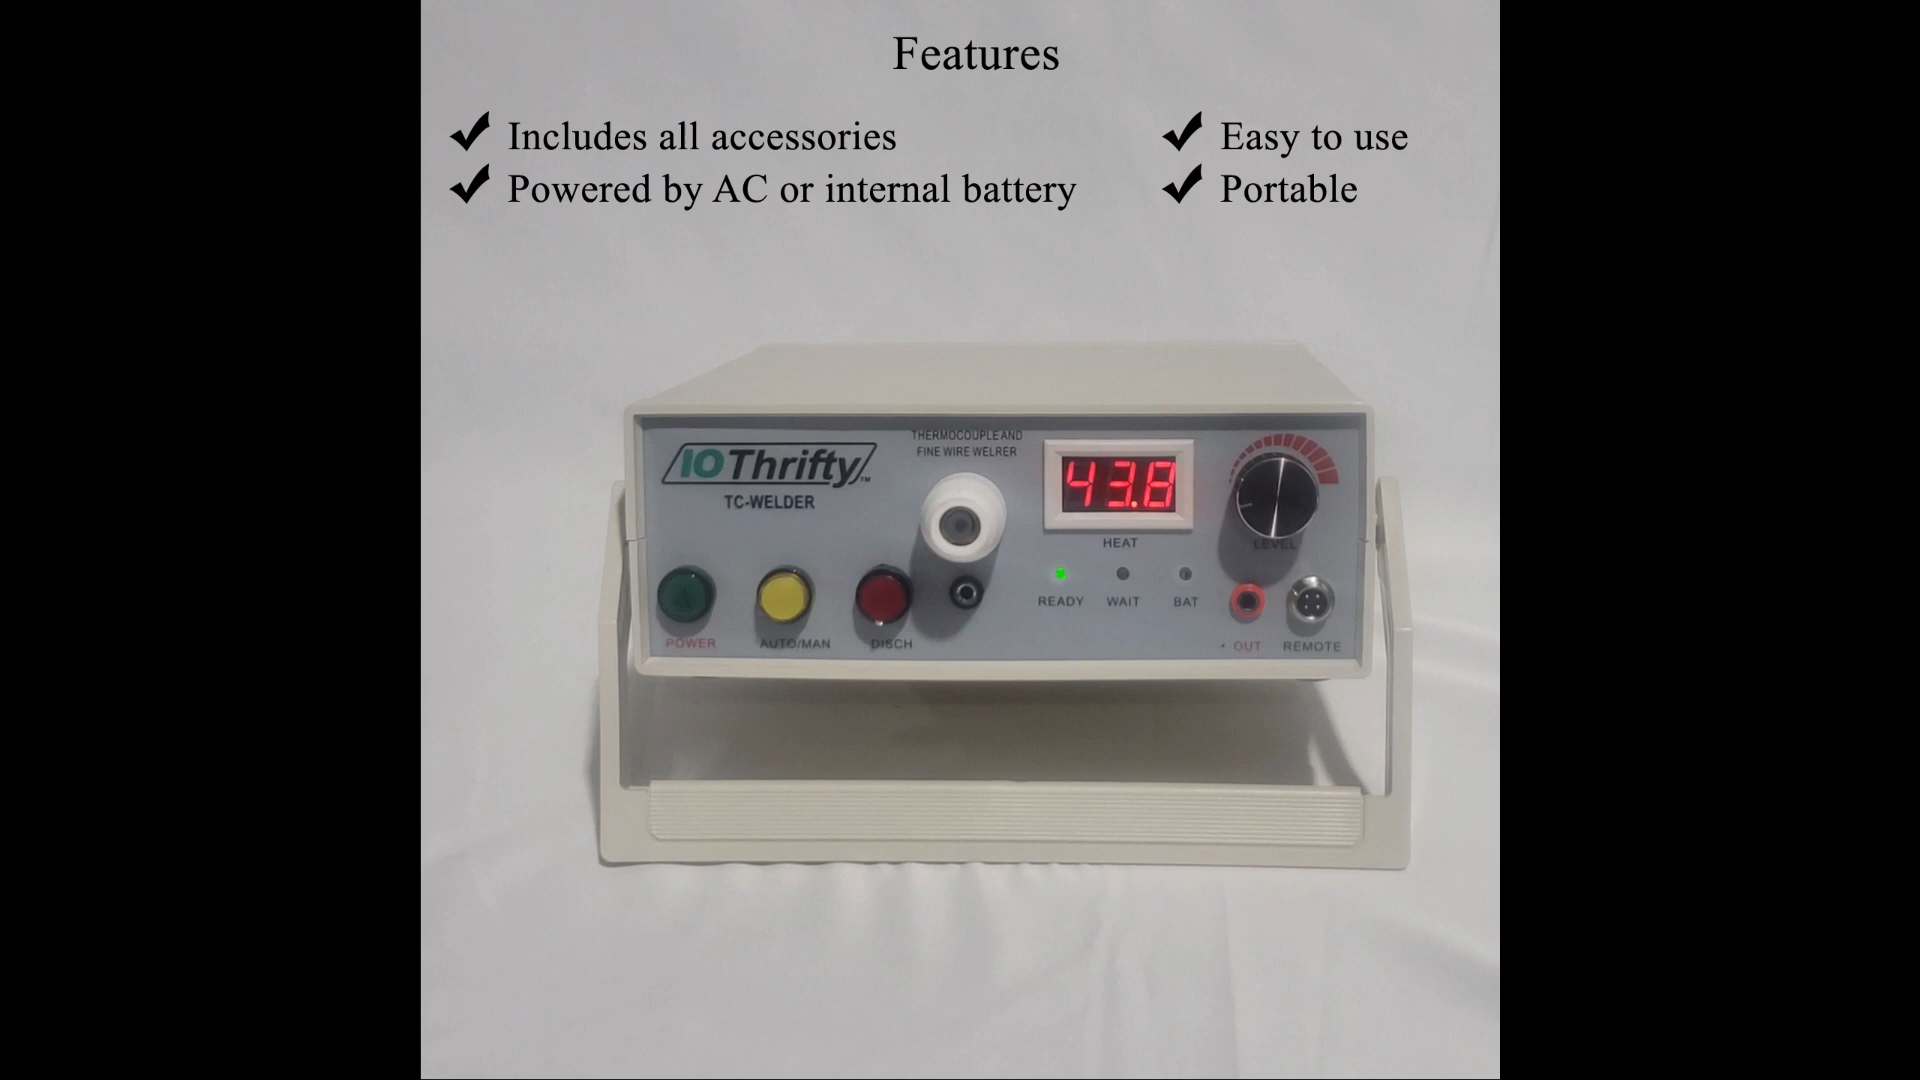 Features
✔ Includes all accessories
✔ Easy to use
✔ Powered by AC or internal battery
✔ Portable
IOThrifty™
TC-WELDER
THERMOCOUPLE AND
FINE WIRE WELRER
43.8
HEAT
LEVEL
READY
WAIT
BAT
POWER
AUTO/MAN
DISCH
OUT
REMOTE